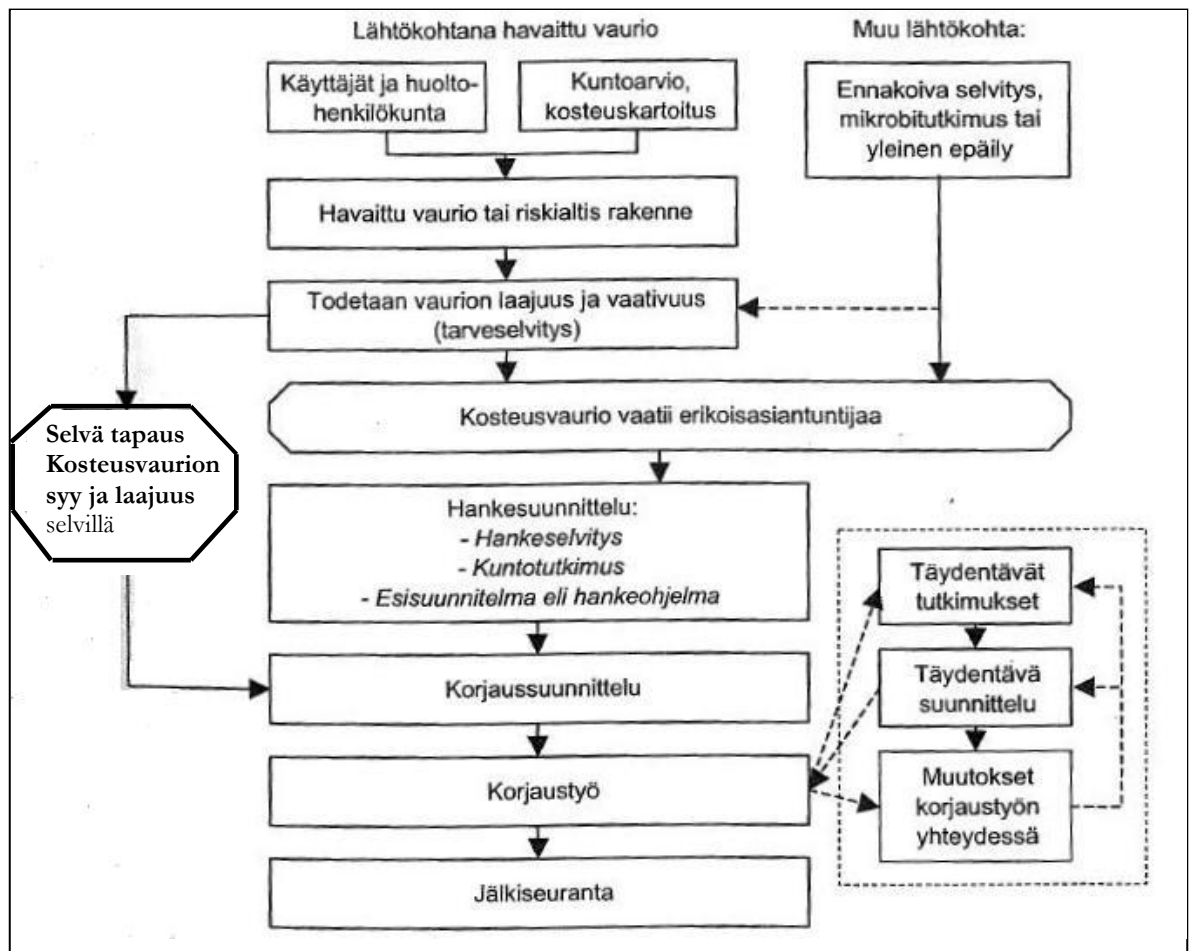 Lähtökohtana havaittu vaurio
Muu lähtökohta:
Käyttäjät ja huolto-
henkilökunta
Kuntoarvio,
kosteuskartoitus
Ennakoiva selvitys,
mikrobitutkimus tai
yleinen epäily
Havaittu vaurio tai riskialtis rakenne
Todetaan vaurion laajuus ja vaativuus
(tarveselvitys)
Kosteusvaurio vaatii erikoisasiantuntijaa
Selvä tapaus
Kosteusvaurion
syy ja laajuus
selvillä
Hankesuunnittelu:
- Hankeselvitys
- Kuntotutkimus
- Esisuunnitelma eli hankeohjelma
Täydentävät
tutkimukset
Korjaussuunnittelu
Täydentävä
suunnittelu
Korjaustyö
Muutokset
korjaustyön
yhteydessä
Jälkiseuranta